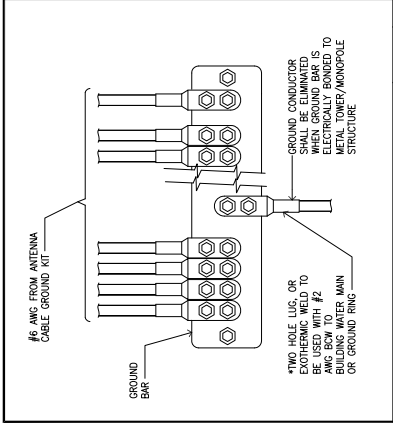 #6 AWG FROM ANTENNA
CABLE GROUND KIT
GROUND
BAR
*TWO HOLE LUG, OR
EXOTHERMIC WELD TO
BE USED WITH #2
AWG BCW TO
BUILDING WATER MAIN
OR GROUND RING
GROUND CONDUCTOR
SHALL BE ELIMINATED
WHEN GROUND BAR IS
ELECTRICALLY BONDED TO
METAL TOWER/MONOPOLE
STRUCTURE